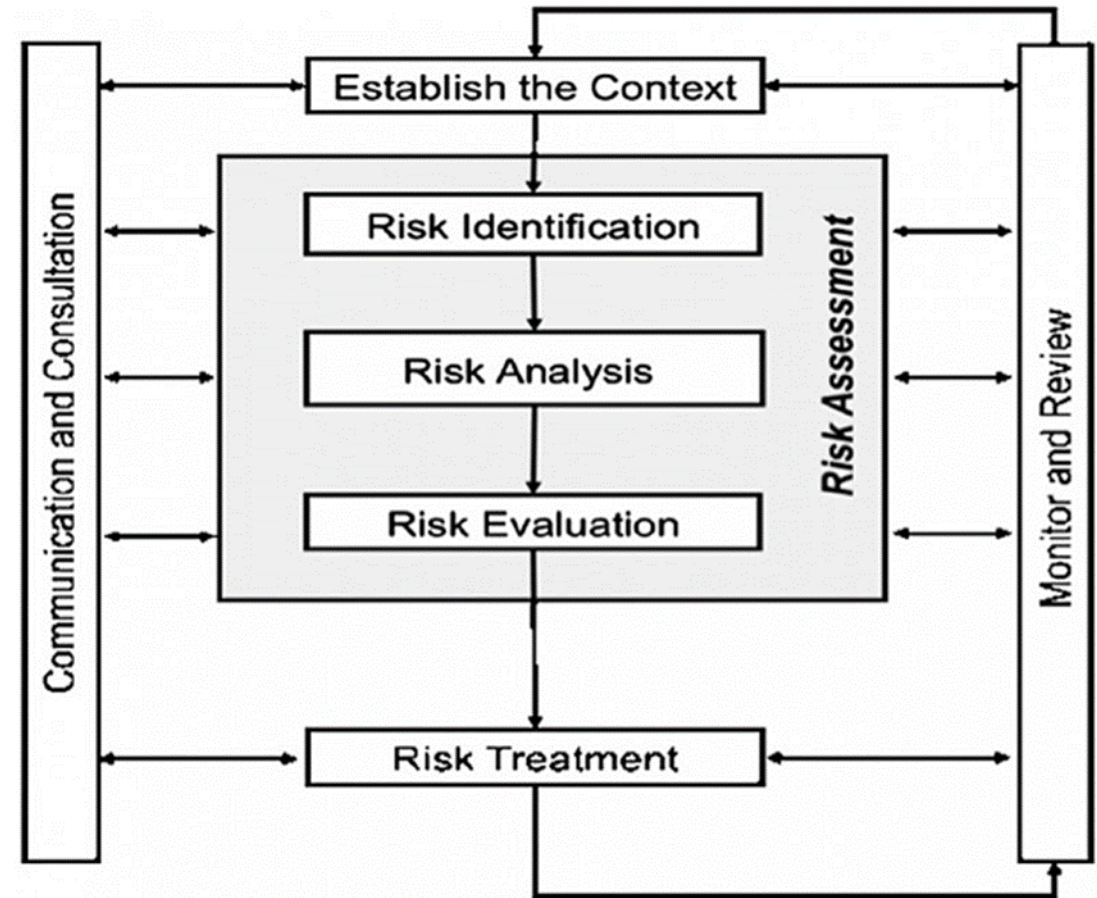 Establish the Context
Communication and Consultation
Risk Identification
Risk Analysis
Risk Evaluation
Risk Assessment
Monitor and Review
Risk Treatment